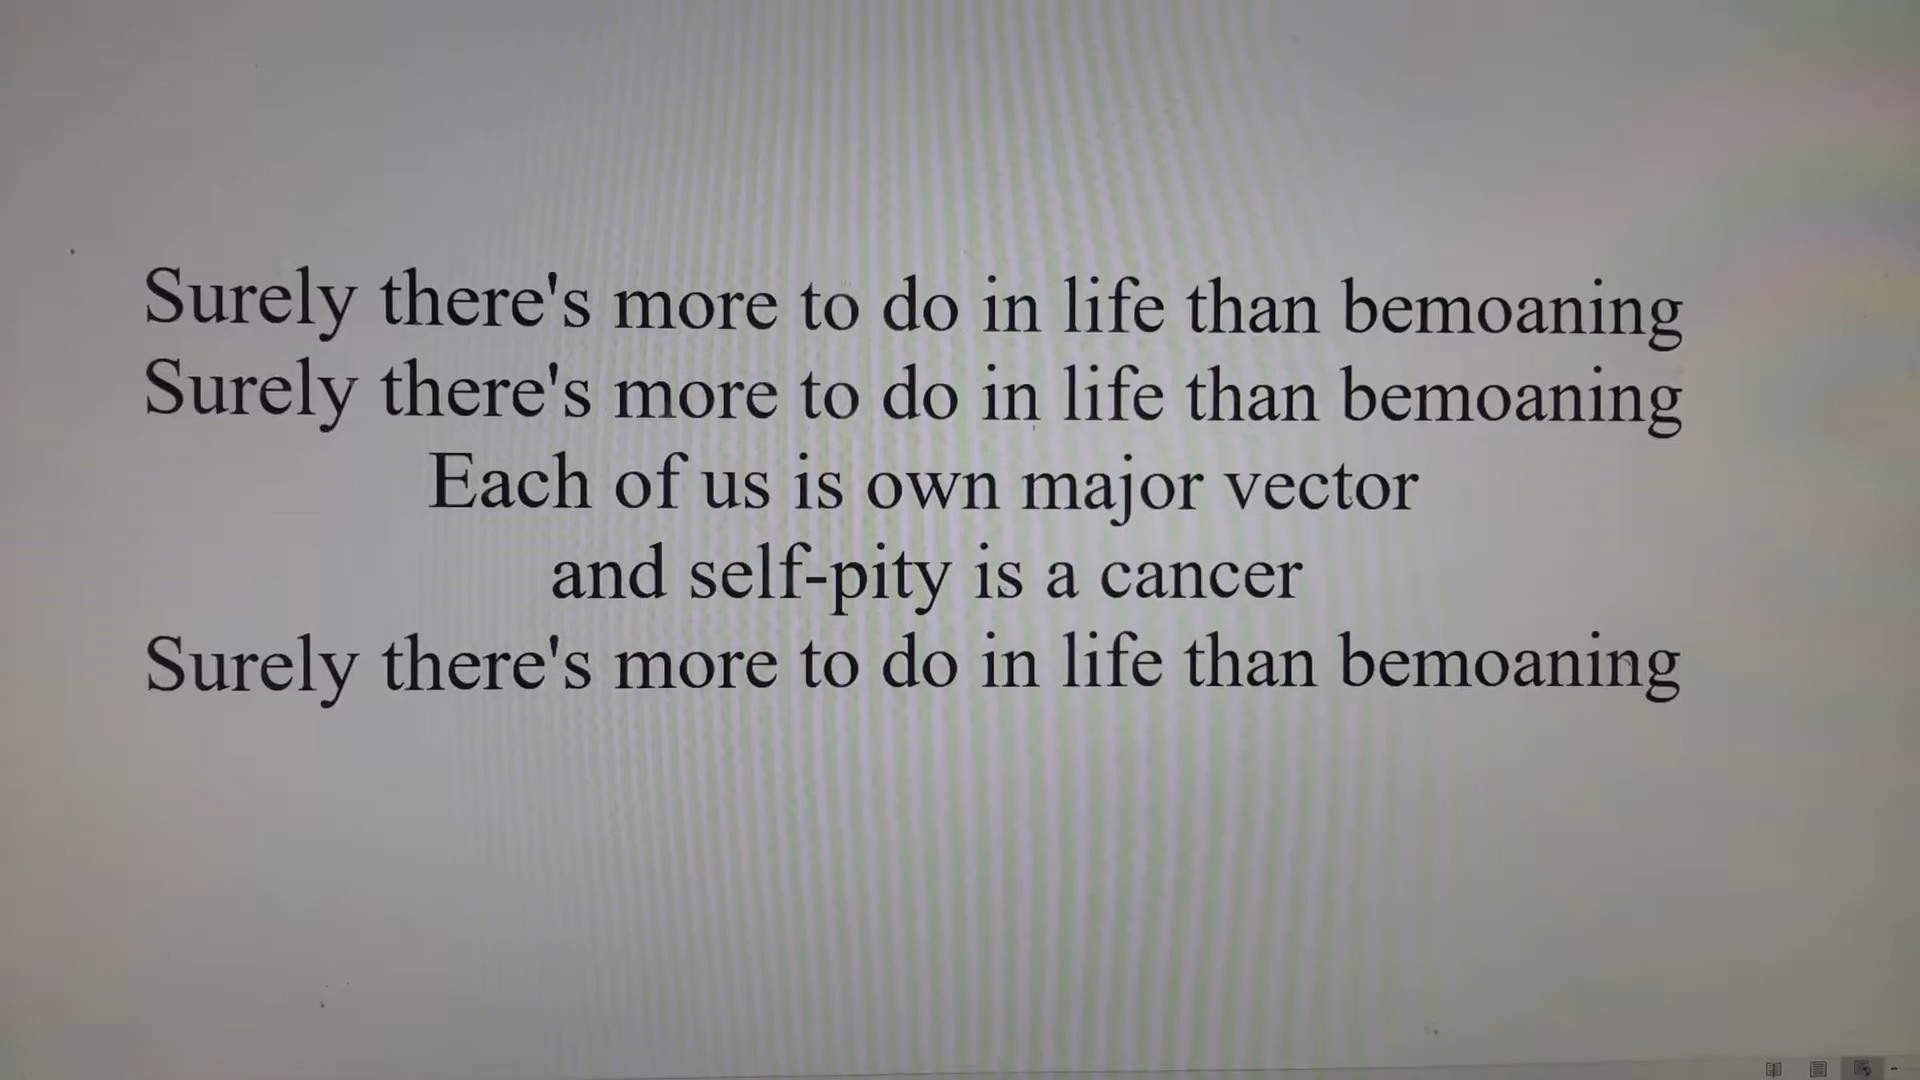 Surely there's more to do in life than bemoaning
Surely there's more to do in life than bemoaning
Each of us is own major vector
and self-pity is a cancer
Surely there's more to do in life than bemoaning